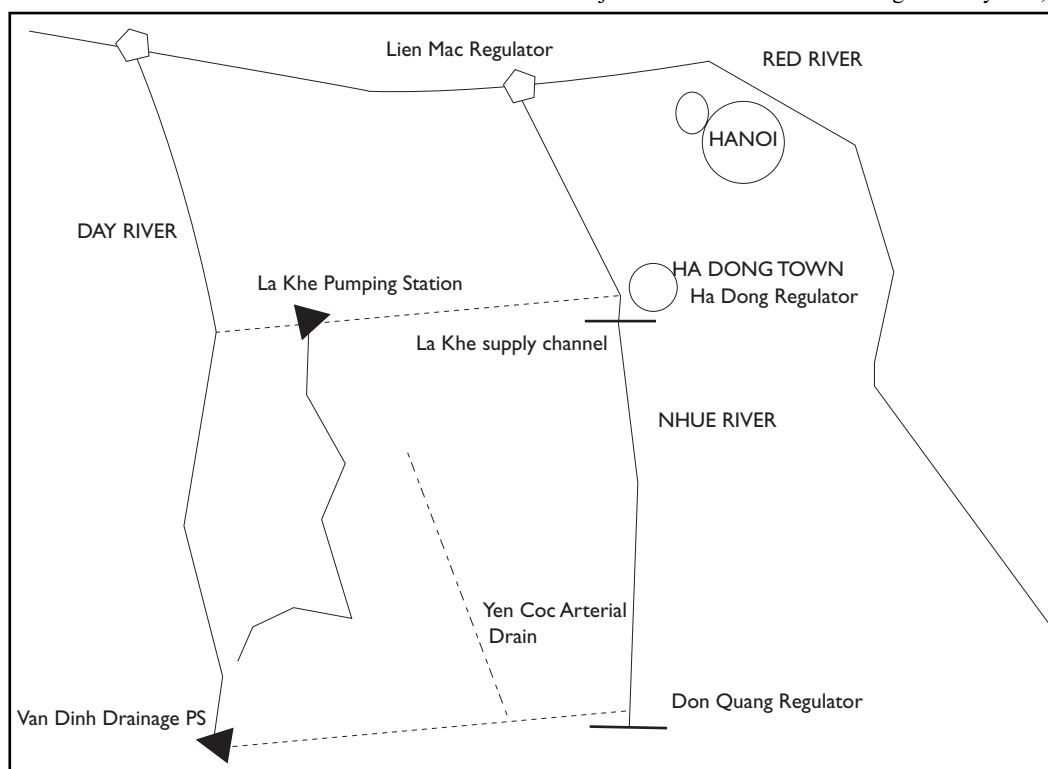 Lien Mac Regulator
RED RIVER
HANOI
DAY RIVER
HA DONG TOWN
Ha Dong Regulator
La Khe Pumping Station
La Khe supply channel
NHUE RIVER
Yen Coc Arterial
Drain
Don Quang Regulator
Van Dinh Drainage PS